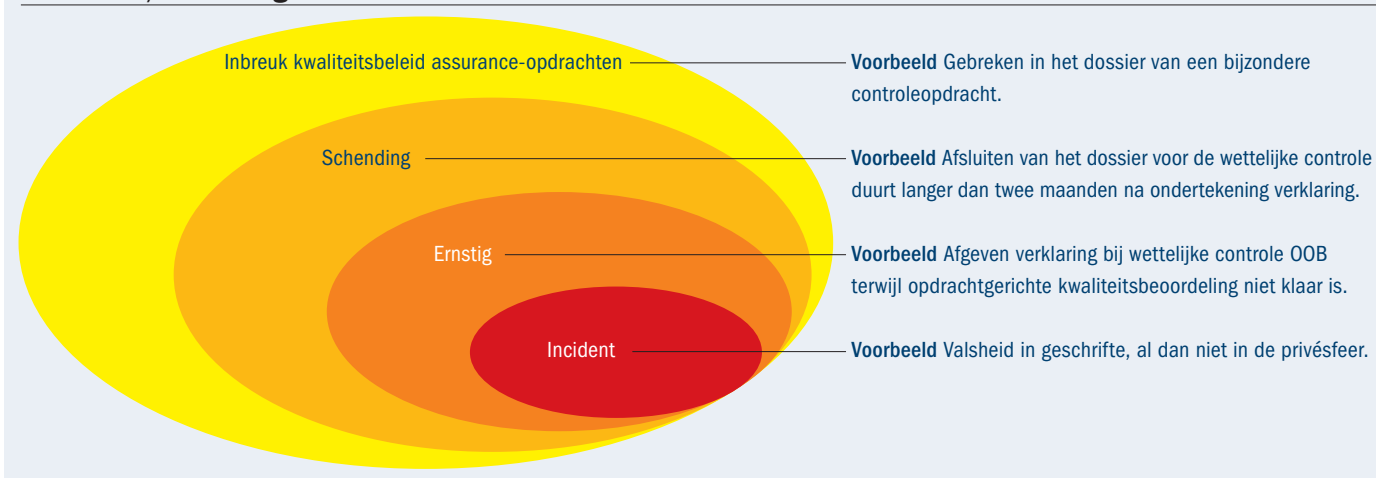 Inbreuk kwaliteitsbeleid assurance-opdrachten
Voorbeeld Gebreken in het dossier van een bijzondere
controleopdracht.
Schending
Voorbeeld Afsluiten van het dossier voor de wettelijke controle
duurt langer dan twee maanden na ondertekening verklaring.
Ernstig
Voorbeeld Afgeven verklaring bij wettelijke controle OOB
terwijl opdrachtgerichte kwaliteitsbeoordeling niet klaar is.
Incident
Voorbeeld Valsheid in geschrifte, al dan niet in de privésfeer.